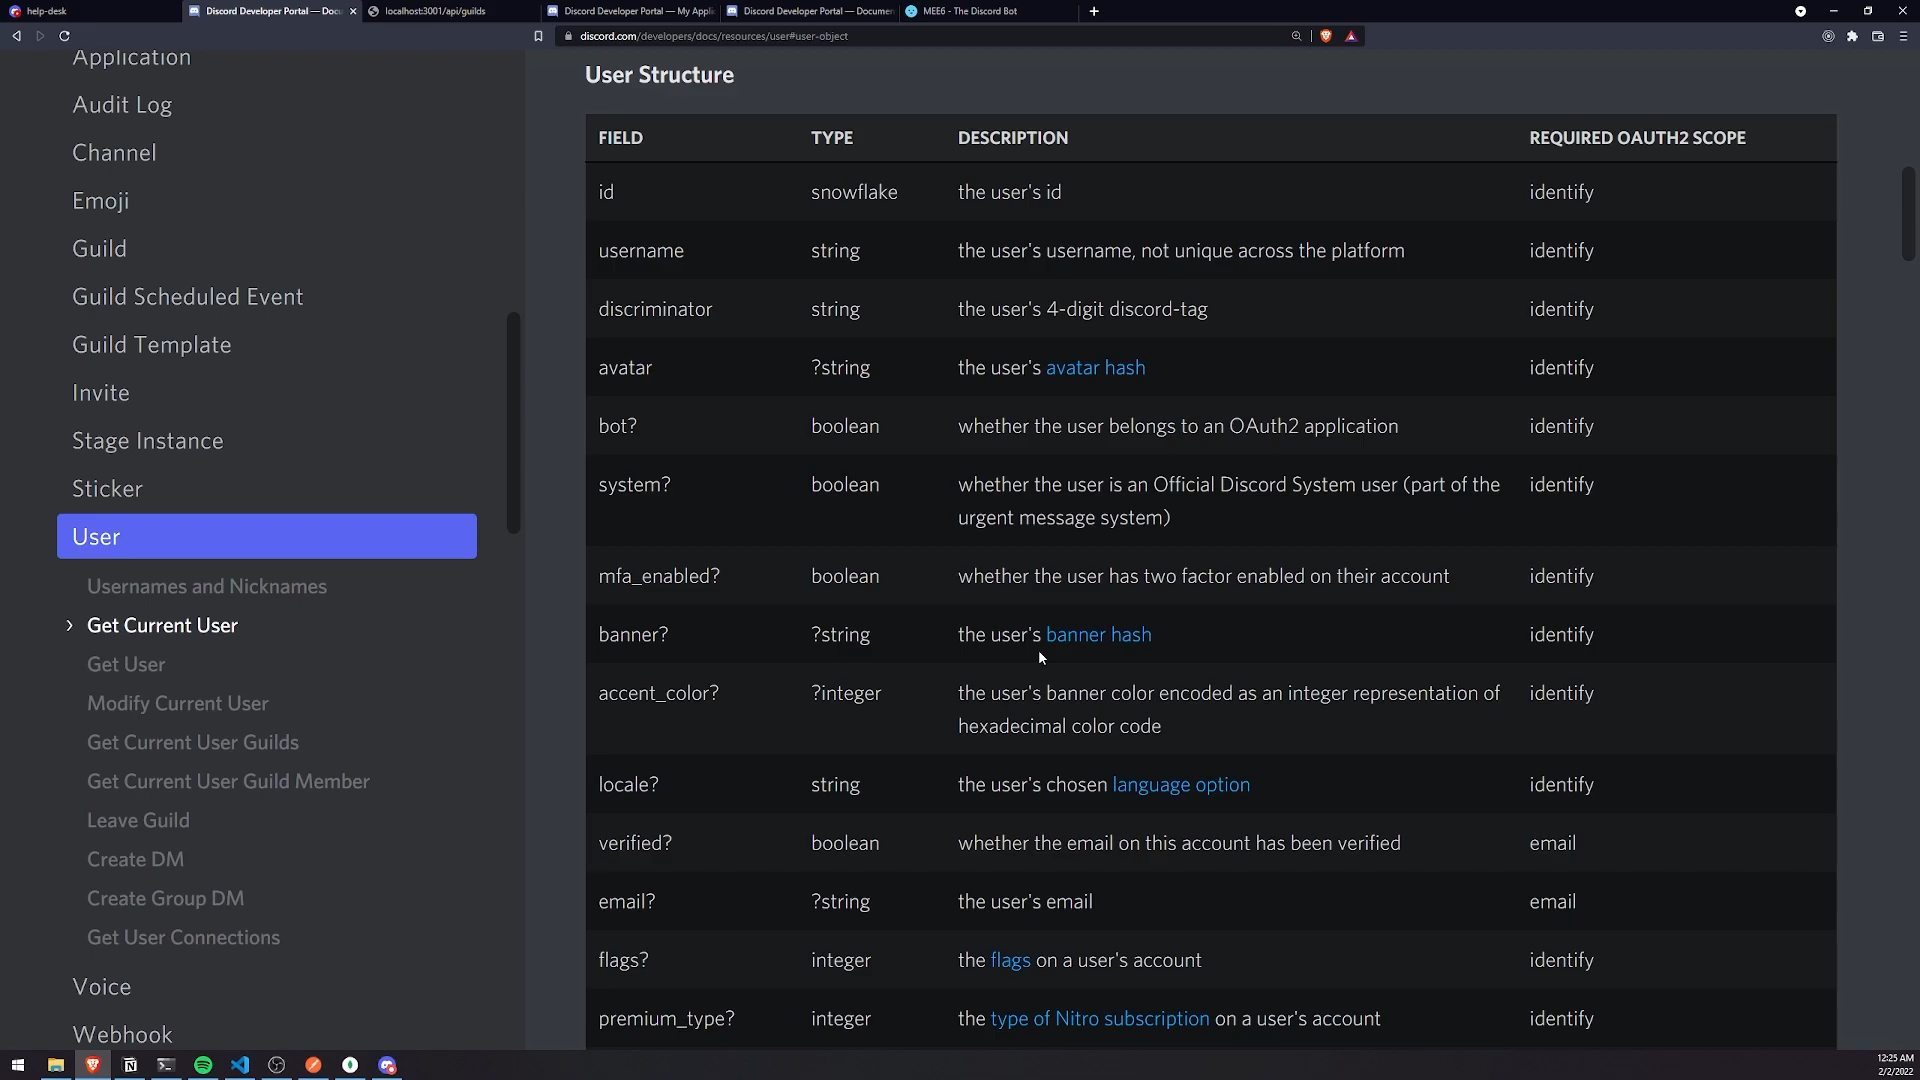 help-desk
Discord Developer Portal — Docu
localhost:3001/api/guilds
Discord Developer Portal — My Appli
Discord Developer Portal — Documen
MEE6 - The Discord Bot
discord.com/developers/docs/resources/user#user-object
Application
Audit Log
Channel
Emoji
Guild
Guild Scheduled Event
Guild Template
Invite
Stage Instance
Sticker
User
Usernames and Nicknames
Get Current User
Get User
Modify Current User
Get Current User Guilds
Get Current User Guild Member
Leave Guild
Create DM
Create Group DM
Get User Connections
Voice
Webhook
User Structure
FIELD TYPE DESCRIPTION REQUIRED OAUTH2 SCOPE
id snowflake the user's id identify
username string the user's username, not unique across the platform identify
discriminator string the user's 4-digit discord-tag identify
avatar ?string the user's avatar hash identify
bot? boolean whether the user belongs to an OAuth2 application identify
system? boolean whether the user is an Official Discord System user (part of the identify
urgent message system)
mfa_enabled? boolean whether the user has two factor enabled on their account identify
banner? ?string the user's banner hash identify
accent_color? ?integer the user's banner color encoded as an integer representation of identify
hexadecimal color code
locale? string the user's chosen language option identify
verified? boolean whether the email on this account has been verified email
email? ?string the user's email email
flags? integer the flags on a user's account identify
premium_type? integer the type of Nitro subscription on a user's account identify
12:25 AM
2/2/2022